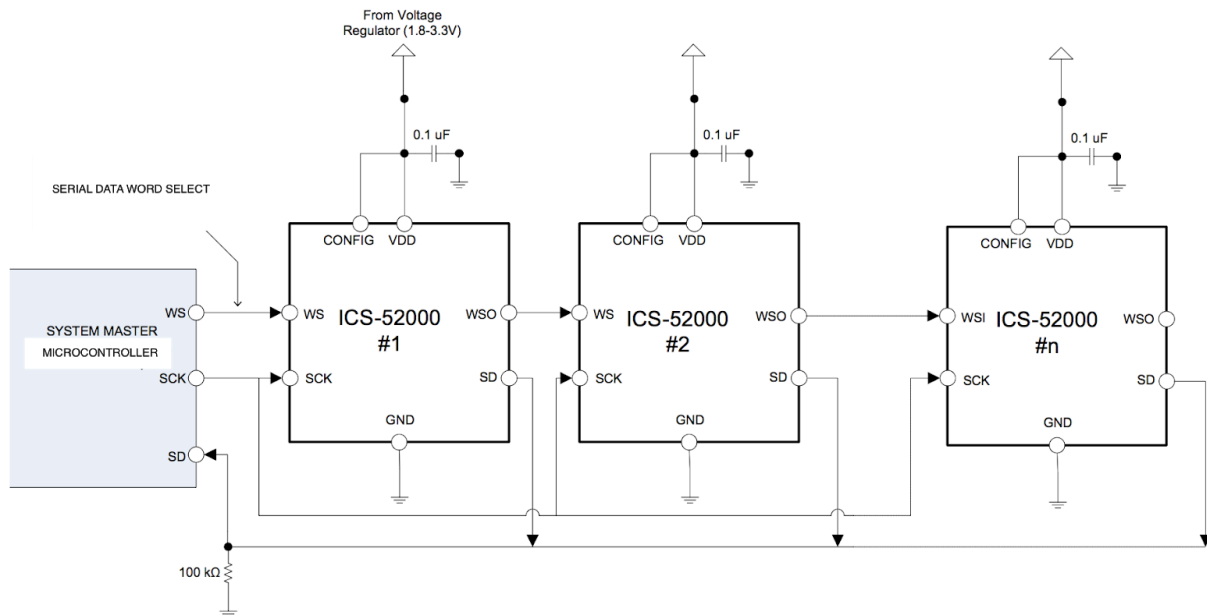 From Voltage
Regulator (1.8-3.3V)
0.1 uF
0.1 uF
0.1 uF
SERIAL DATA WORD SELECT
CONFIG
VDD
CONFIG
VDD
CONFIG
VDD
WS
WS
ICS-52000
#1
WSO
WS
ICS-52000
#2
WSO
WSI
ICS-52000
#n
WSO
SYSTEM MASTER
MICROCONTROLLER
SCK
SCK
SD
SCK
SD
SCK
SD
GND
GND
GND
SD
100 kΩ